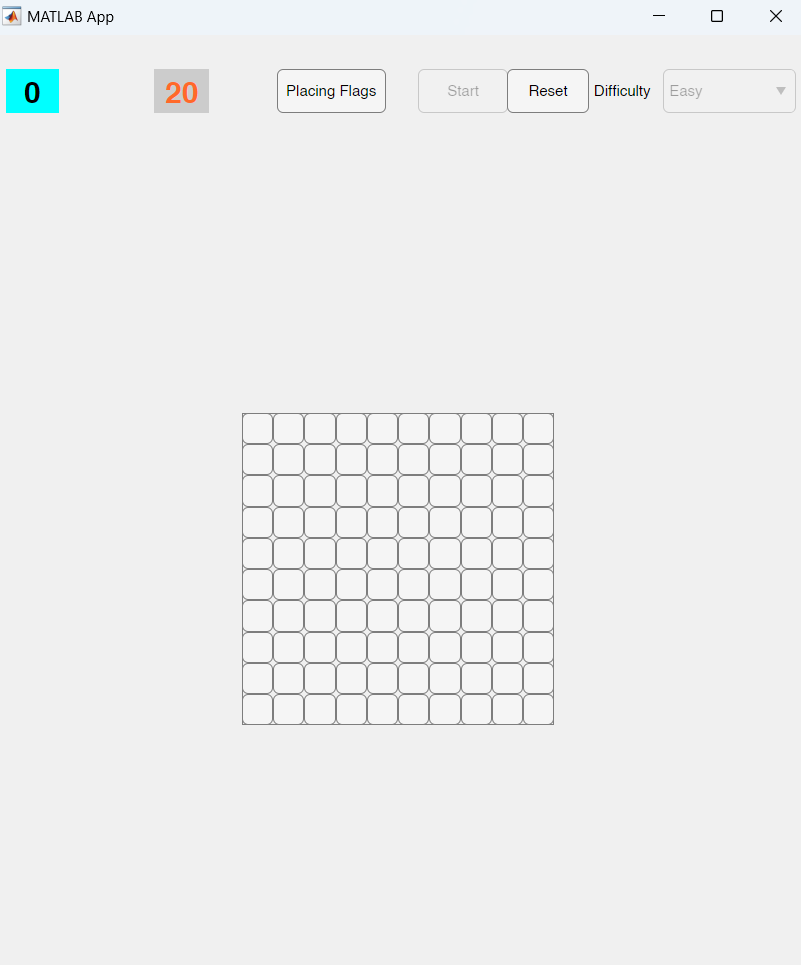 MATLAB App
0 20 Placing Flags Start Reset Difficulty Easy